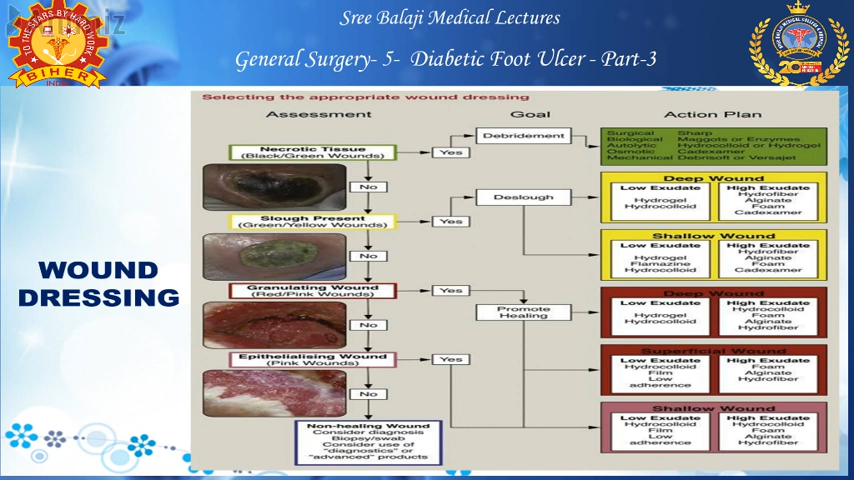 Sree Balaji Medical Lectures
General Surgery- 5- Diabetic Foot Ulcer - Part-3
TO THE STARS BY HARD WORK
BIHER
WOUND
DRESSING
Selecting the appropriate wound dressing
Assessment Goal Action Plan
Necrotic Tissue
(Black/Green Wounds)
Yes
Debridement
Surgical Sharp
Biological Maggots or Enzymes
Autolytic Hydrocolloid or Hydrogel
Osmotic Cadexamer
Mechanical Debrisoft or Versajet
No
Slough Present
(Green/Yellow Wounds)
Yes
Deslough
Deep Wound
Low Exudate
Hydrogel
Hydrocolloid
High Exudate
Hydrofiber
Alginate
Foam
Cadexamer
Shallow Wound
Low Exudate
Hydrogel
Flamazine
Hydrocolloid
High Exudate
Hydrofiber
Alginate
Foam
Cadexamer
No
Granulating Wound
(Red/Pink Wounds)
Yes
Promote
Healing
Deep Wound
Low Exudate
Hydrogel
Hydrocolloid
High Exudate
Hydrocolloid
Foam
Alginate
Hydrofiber
No
Superficial Wound
Low Exudate
Hydrocolloid
Film
Low
adherence
High Exudate
Foam
Alginate
Hydrofiber
Epithelialising Wound
(Pink Wounds)
Yes
Shallow Wound
Low Exudate
Hydrocolloid
Film
Low
adherence
High Exudate
Hydrocolloid
Foam
Alginate
Hydrofiber
No
Non-healing Wound
Consider diagnosis
Biopsy/swab
Consider use of
"diagnostics" or
"advanced" products